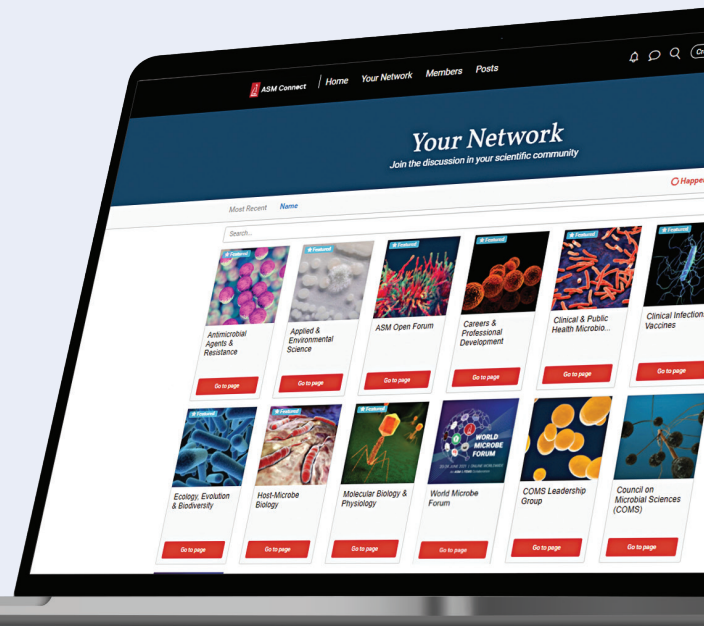 ASM Connect
Home
Your Network
Members
Posts
Your Network
Join the discussion in your scientific community
Most Recent
Name
Search...
Featured
Featured
Featured
Featured
Featured
Featured
Antimicrobial
Agents &
Resistance
Applied &
Environmental
Science
ASM Open Forum
Careers &
Professional
Development
Clinical & Public
Health Microbio...
Clinical Infection
Vaccines
Go to page
Go to page
Go to page
Go to page
Go to page
Go to page
Featured
Featured
Featured
WORLD
MICROBE
FORUM
Ecology, Evolution
& Biodiversity
Host-Microbe
Biology
Molecular Biology &
Physiology
World Microbe
Forum
COMS Leadership
Group
Council on
Microbial Sciences
(COMS)
Go to page
Go to page
Go to page
Go to page
Go to page
Go to page